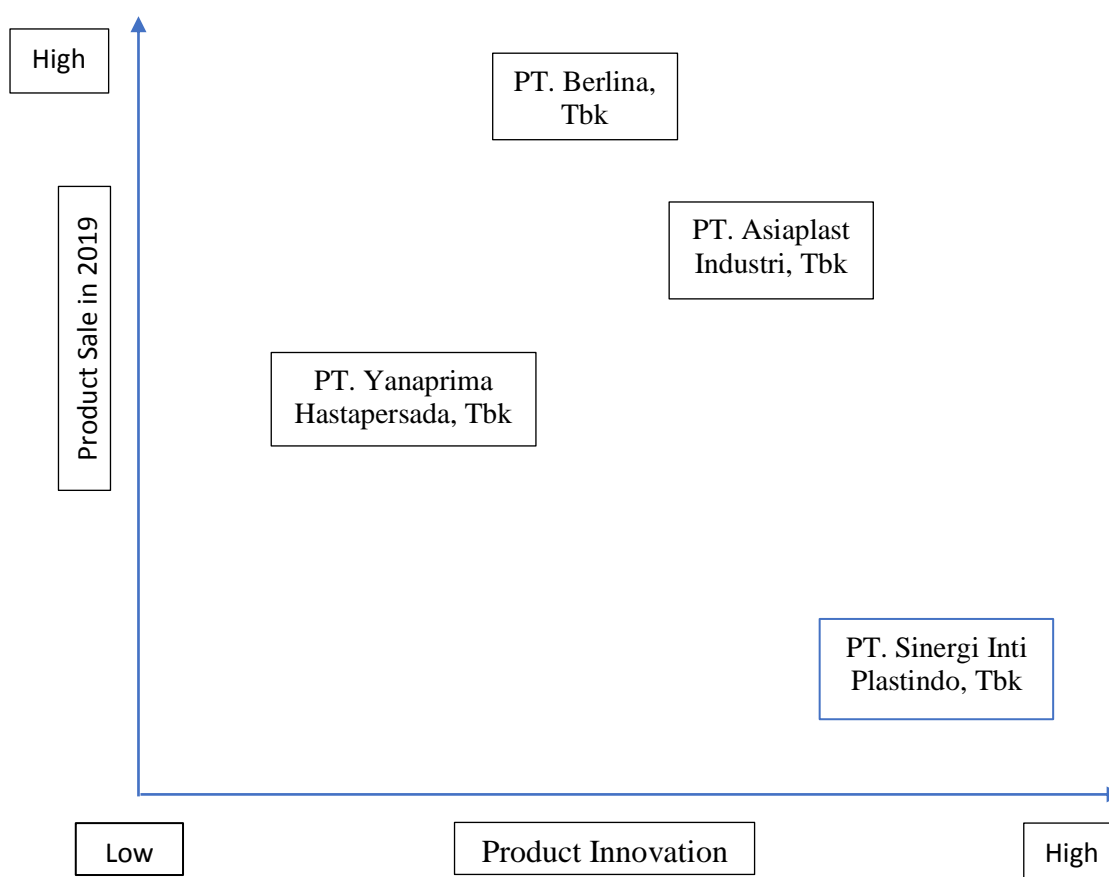 High
PT. Berlina,
Tbk
Product Sale in 2019
PT. Asiaplast
Industri, Tbk
PT. Yanaprima
Hastapersada, Tbk
PT. Sinergi Inti
Plastindo, Tbk
Low
Product Innovation
High